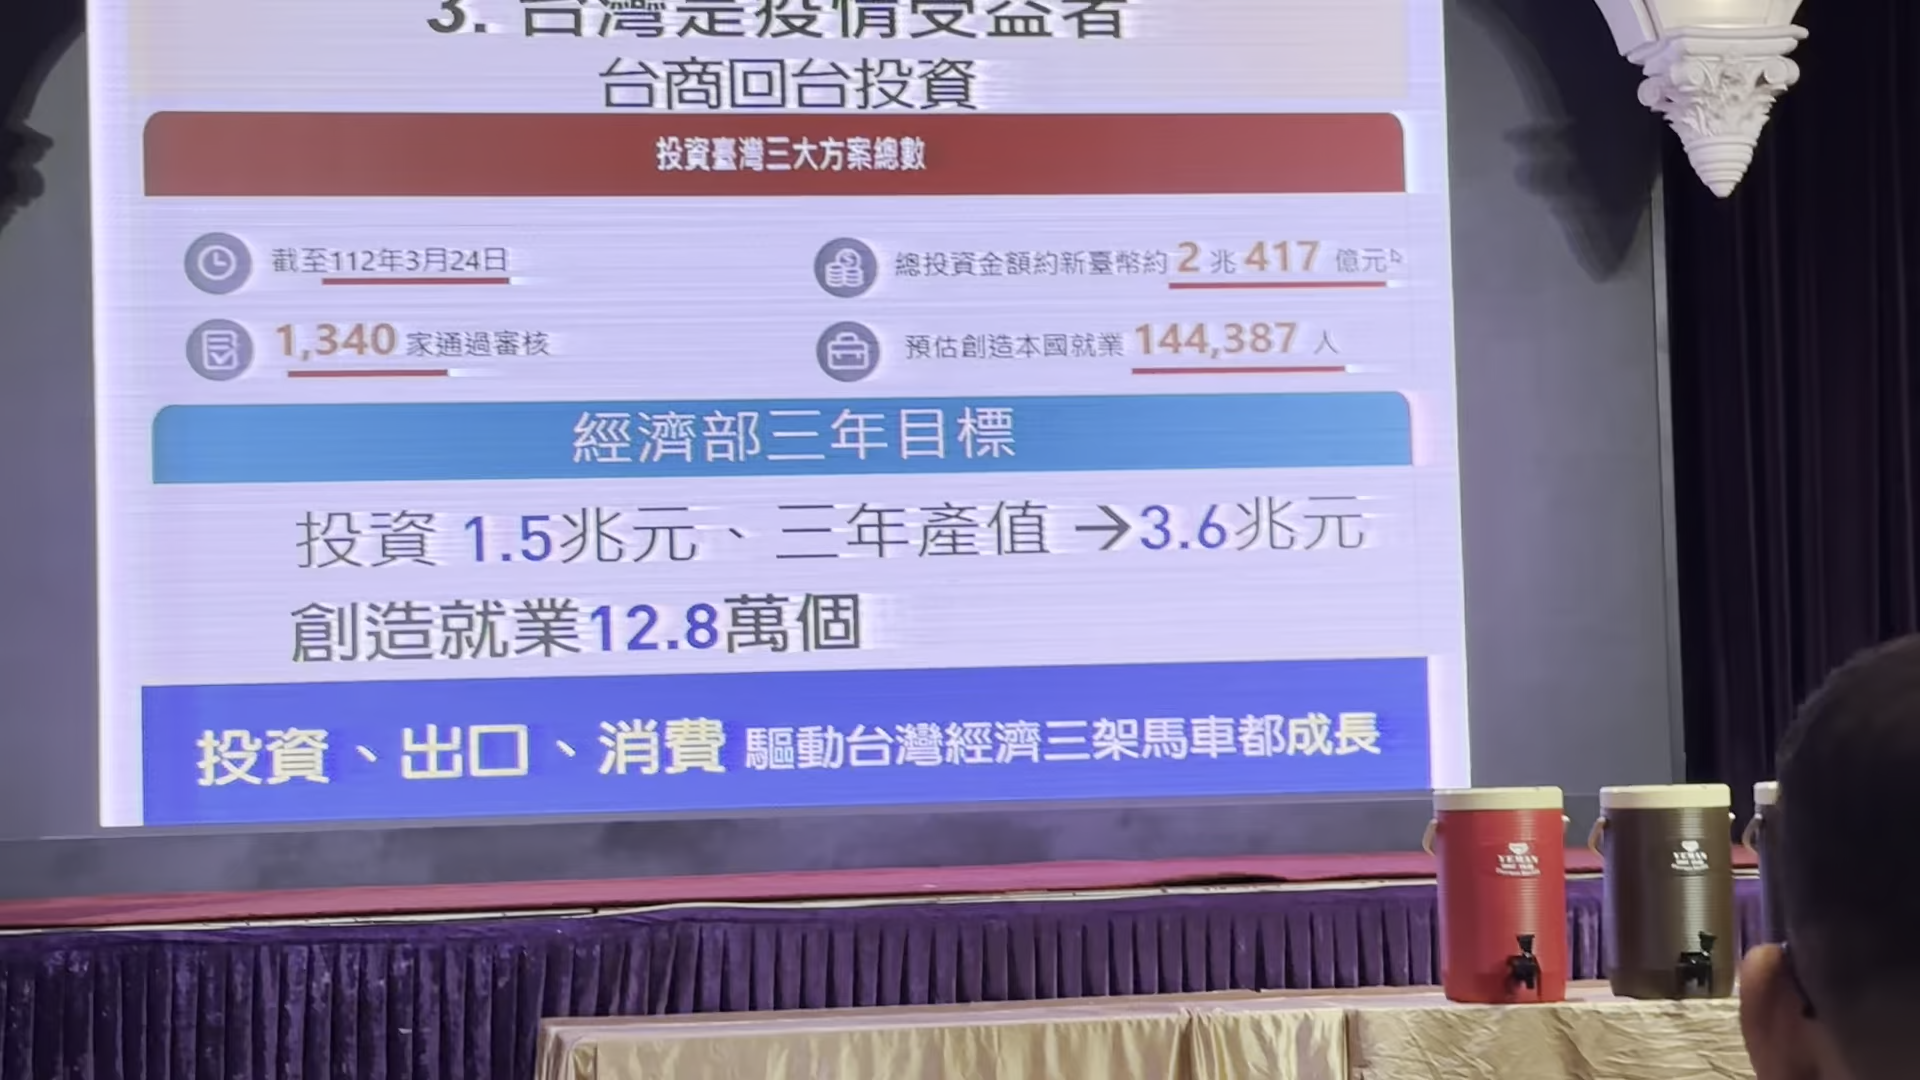 3. 台灣是疫情受益者
台商回台投資
投資臺灣三大方案總數
截至112年3月24日
總投資金額約新臺幣約 2 兆 417 億元
1,340 家通過審核
預估創造本國就業 144,387 人
經濟部三年目標
投資 1.5兆元、三年產值→3.6兆元
創造就業12.8萬個
投資、出口、消費 驅動台灣經濟三架馬車都成長